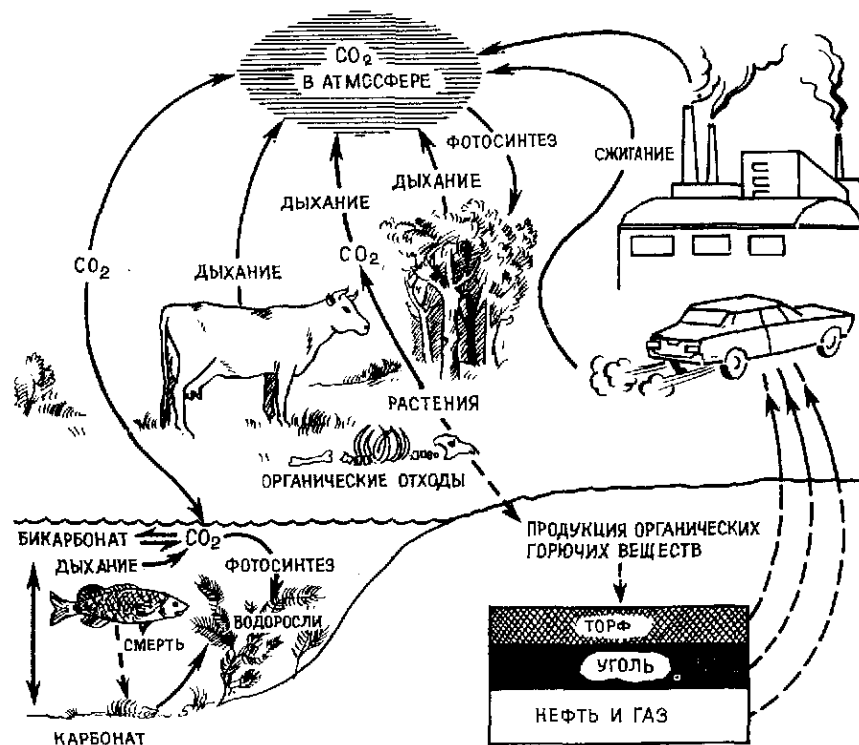 CO₂
В АТМОСФЕРЕ
ФОТОСИНТЕЗ
СЖИГАНИЕ
ДЫХАНИЕ
ДЫХАНИЕ
CO₂
CO₂
ДЫХАНИЕ
РАСТЕНИЯ
ОРГАНИЧЕСКИЕ ОТХОДЫ
БИКАРБОНАТ
CO₂
ПРОДУКЦИЯ ОРГАНИЧЕСКИХ
ГОРЮЧИХ ВЕЩЕСТВ
ДЫХАНИЕ
ФОТОСИНТЕЗ
ВОДОРОСЛИ
СМЕРТЬ
ТОРФ
УГОЛЬ
НЕФТЬ И ГАЗ
КАРБОНАТ